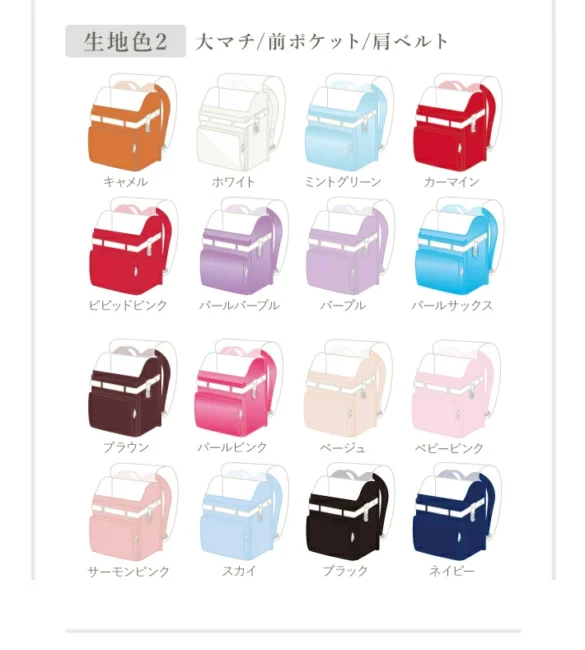 生地色2 大マチ/前ポケット/肩ベルト
キャメル ホワイト ミントグリーン カーマイン
ビビッドピンク パールパープル パープル パールサックス
ブラウン パールピンク ベージュ ベビーピンク
サーモンピンク スカイ ブラック ネイビー